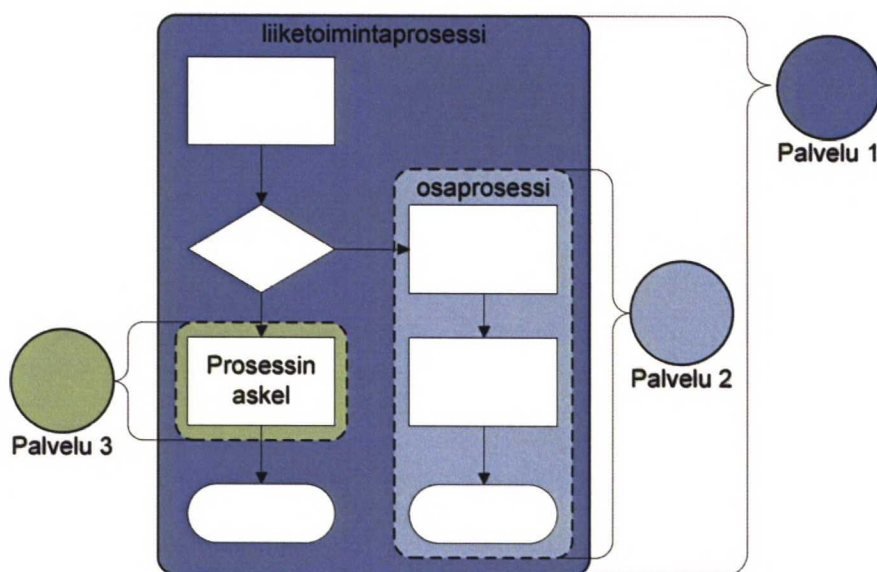 liiketoimintaprosessi
Palvelu 1
osaprosessi
Palvelu 2
Prosessin
askel
Palvelu 3